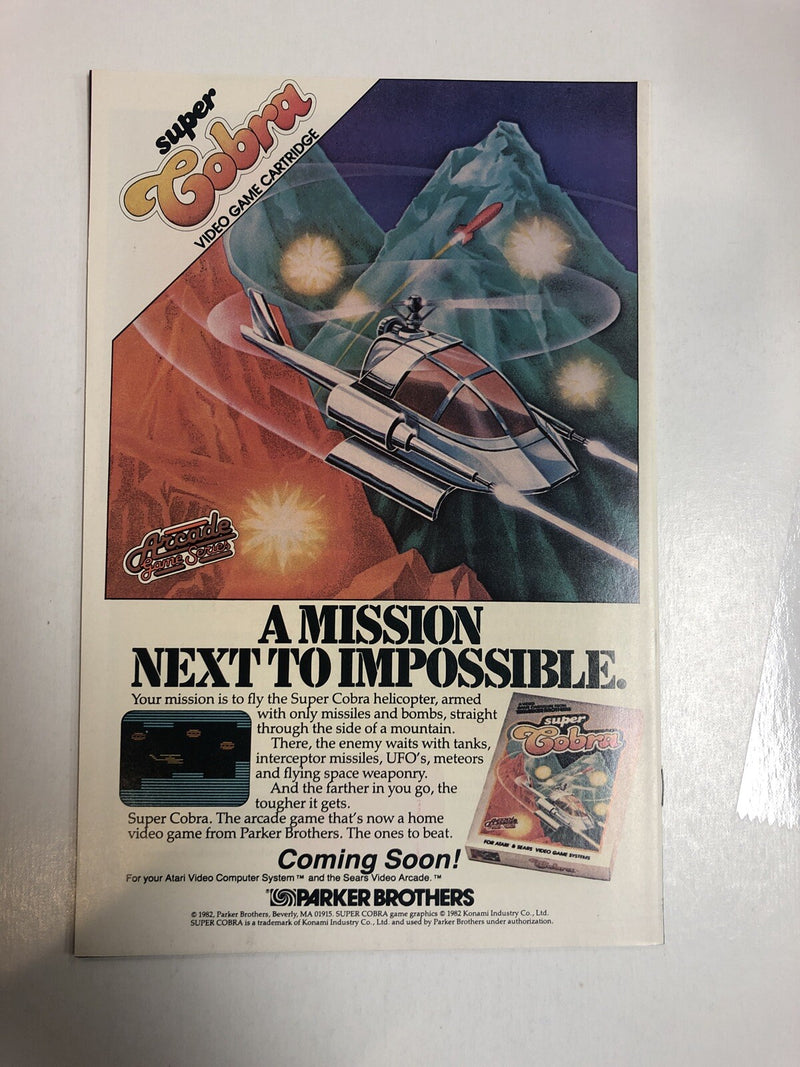 super
Cobra
VIDEO GAME CARTRIDGE
Arcade
Game Series
A MISSION
NEXT TO IMPOSSIBLE.
Your mission is to fly the Super Cobra helicopter, armed
with only missiles and bombs, straight
through the side of a mountain.
There, the enemy waits with tanks,
interceptor missiles, UFO's, meteors
and flying space weaponry.
And the farther in you go, the
tougher it gets.
Super Cobra. The arcade game that's now a home
video game from Parker Brothers. The ones to beat.
super
Cobra
FOR ATARI & SEARS VIDEO GAME SYSTEMS
Coming Soon!
For your Atari Video Computer System™ and the Sears Video Arcade.™
PARKER BROTHERS
© 1982, Parker Brothers, Beverly, MA 01915. SUPER COBRA game graphics © 1982 Konami Industry Co., Ltd.
SUPER COBRA is a trademark of Konami Industry Co., Ltd. and used by Parker Brothers under authorization.